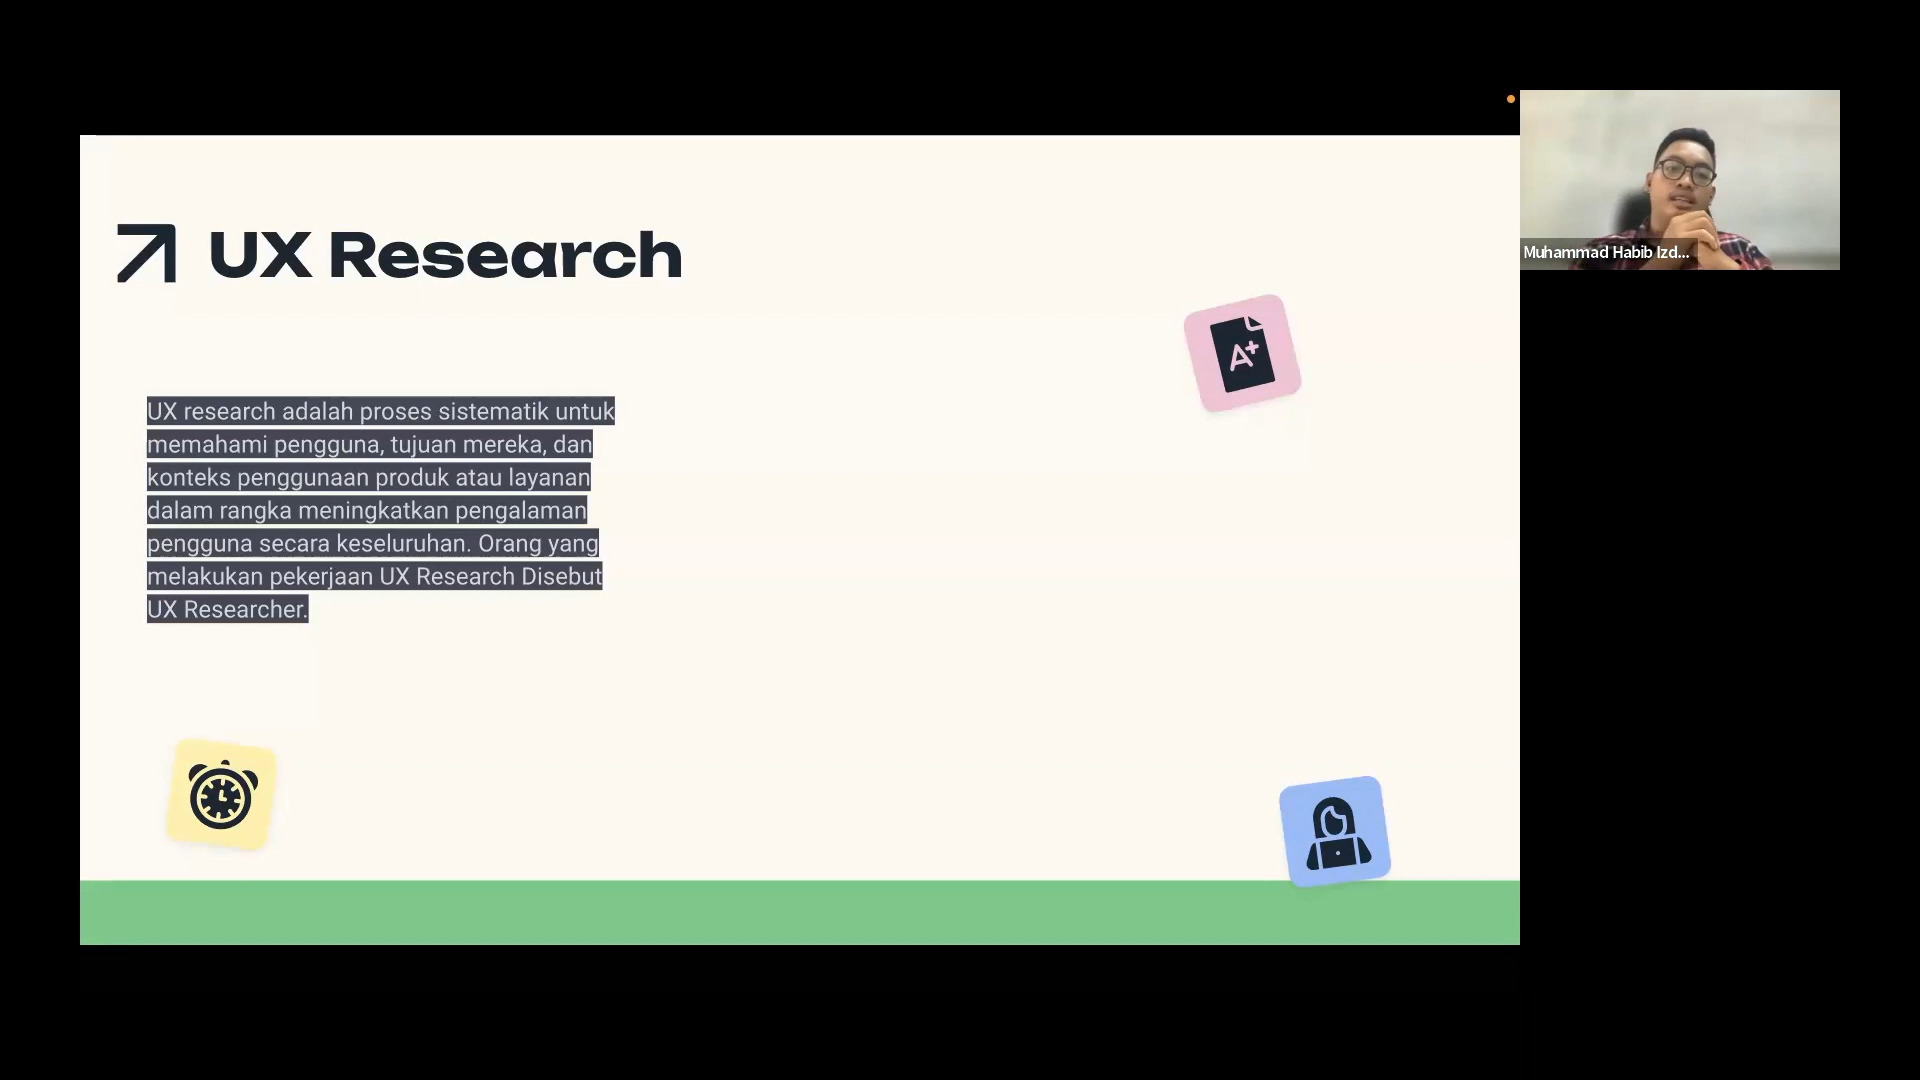 UX Research
UX research adalah proses sistematik untuk
memahami pengguna, tujuan mereka, dan
konteks penggunaan produk atau layanan
dalam rangka meningkatkan pengalaman
pengguna secara keseluruhan. Orang yang
melakukan pekerjaan UX Research Disebut
UX Researcher.
A+
Muhammad Habib Izd...